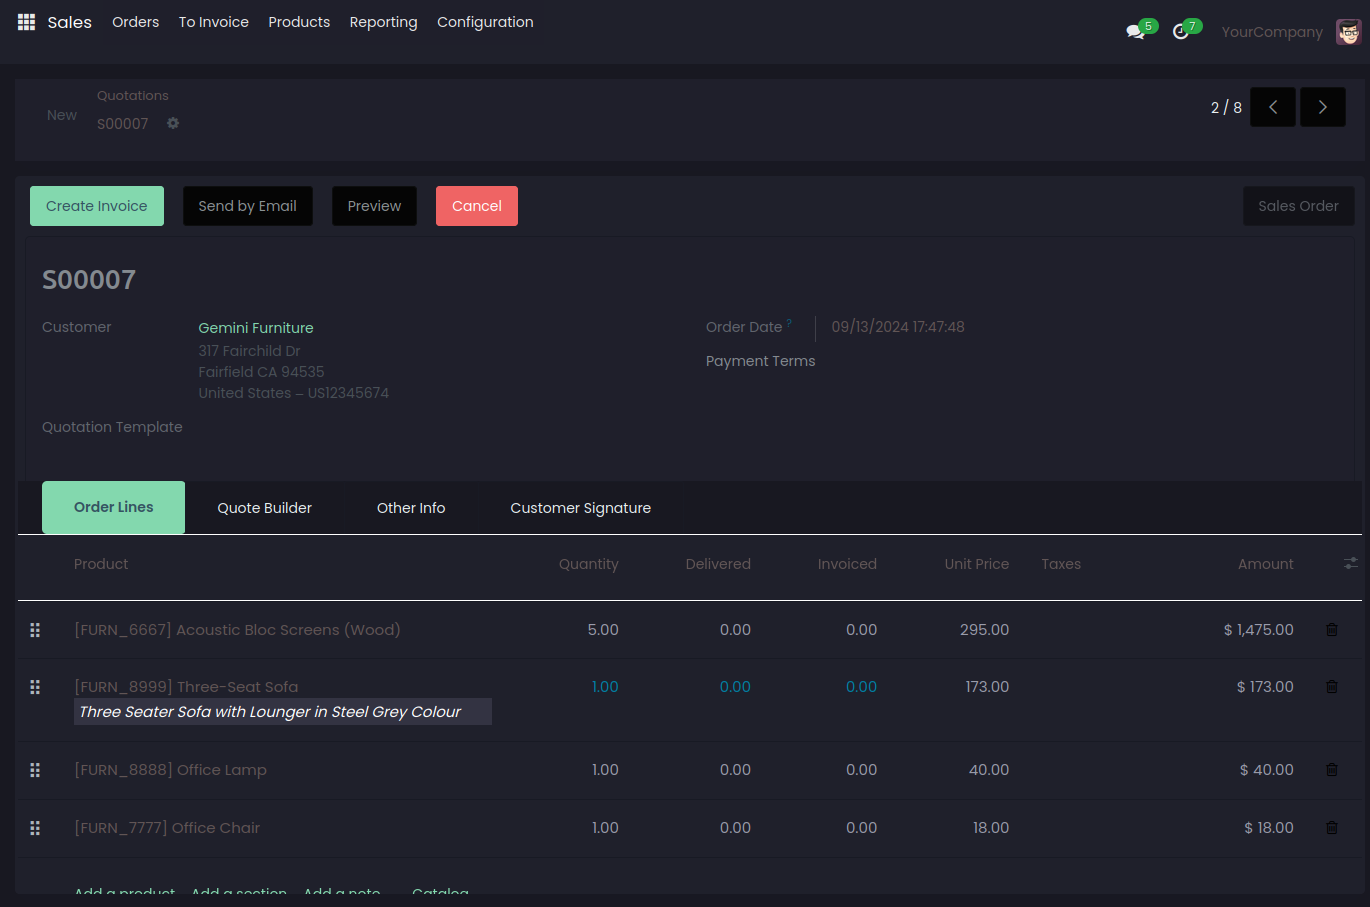 Sales Orders To Invoice Products Reporting Configuration 5 7 YourCompany
New Quotations 2 / 8
S00007
Create Invoice Send by Email Preview Cancel Sales Order
S00007
Customer Gemini Furniture Order Date ? 09/13/2024 17:47:48
317 Fairchild Dr Payment Terms
Fairfield CA 94535
United States – US12345674
Quotation Template
Order Lines Quote Builder Other Info Customer Signature
Product Quantity Delivered Invoiced Unit Price Taxes Amount
[FURN_6667] Acoustic Bloc Screens (Wood) 5.00 0.00 0.00 295.00 $ 1,475.00
[FURN_8999] Three-Seat Sofa 1.00 0.00 0.00 173.00 $ 173.00
Three Seater Sofa with Lounger in Steel Grey Colour
[FURN_8888] Office Lamp 1.00 0.00 0.00 40.00 $ 40.00
[FURN_7777] Office Chair 1.00 0.00 0.00 18.00 $ 18.00
Add a product Add a section Add a note Catalog